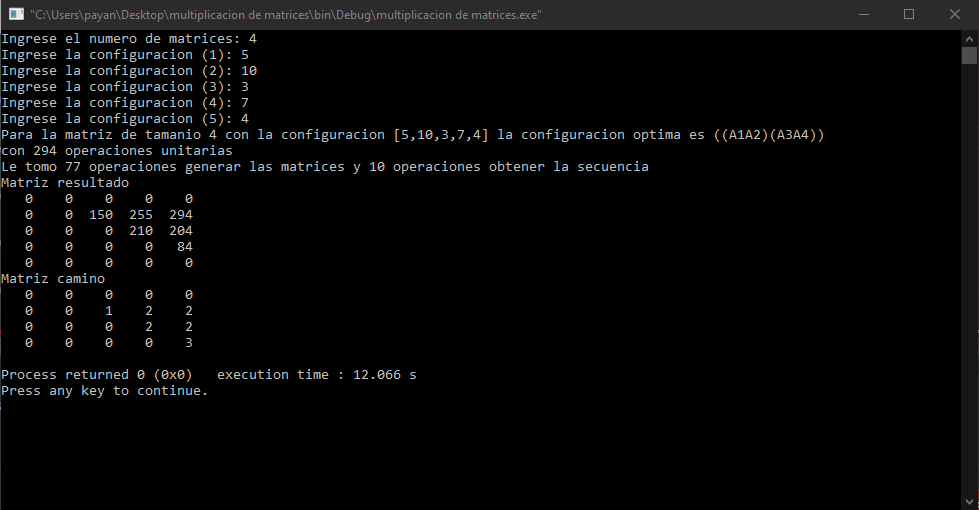 "C:\Users\payan\Desktop\multiplicacion de matrices\bin\Debug\multiplicacion de matrices.exe"
Ingrese el numero de matrices: 4
Ingrese la configuracion (1): 5
Ingrese la configuracion (2): 10
Ingrese la configuracion (3): 3
Ingrese la configuracion (4): 7
Ingrese la configuracion (5): 4
Para la matriz de tamanio 4 con la configuracion [5,10,3,7,4] la configuracion optima es ((A1A2)(A3A4))
con 294 operaciones unitarias
Le tomo 77 operaciones generar las matrices y 10 operaciones obtener la secuencia
Matriz resultado
   0    0    0    0    0
   0    0  150  255  294
   0    0    0  210  204
   0    0    0    0   84
   0    0    0    0    0
Matriz camino
   0    0    0    0    0
   0    0    1    2    2
   0    0    0    2    2
   0    0    0    0    3
Process returned 0 (0x0)   execution time : 12.066 s
Press any key to continue.